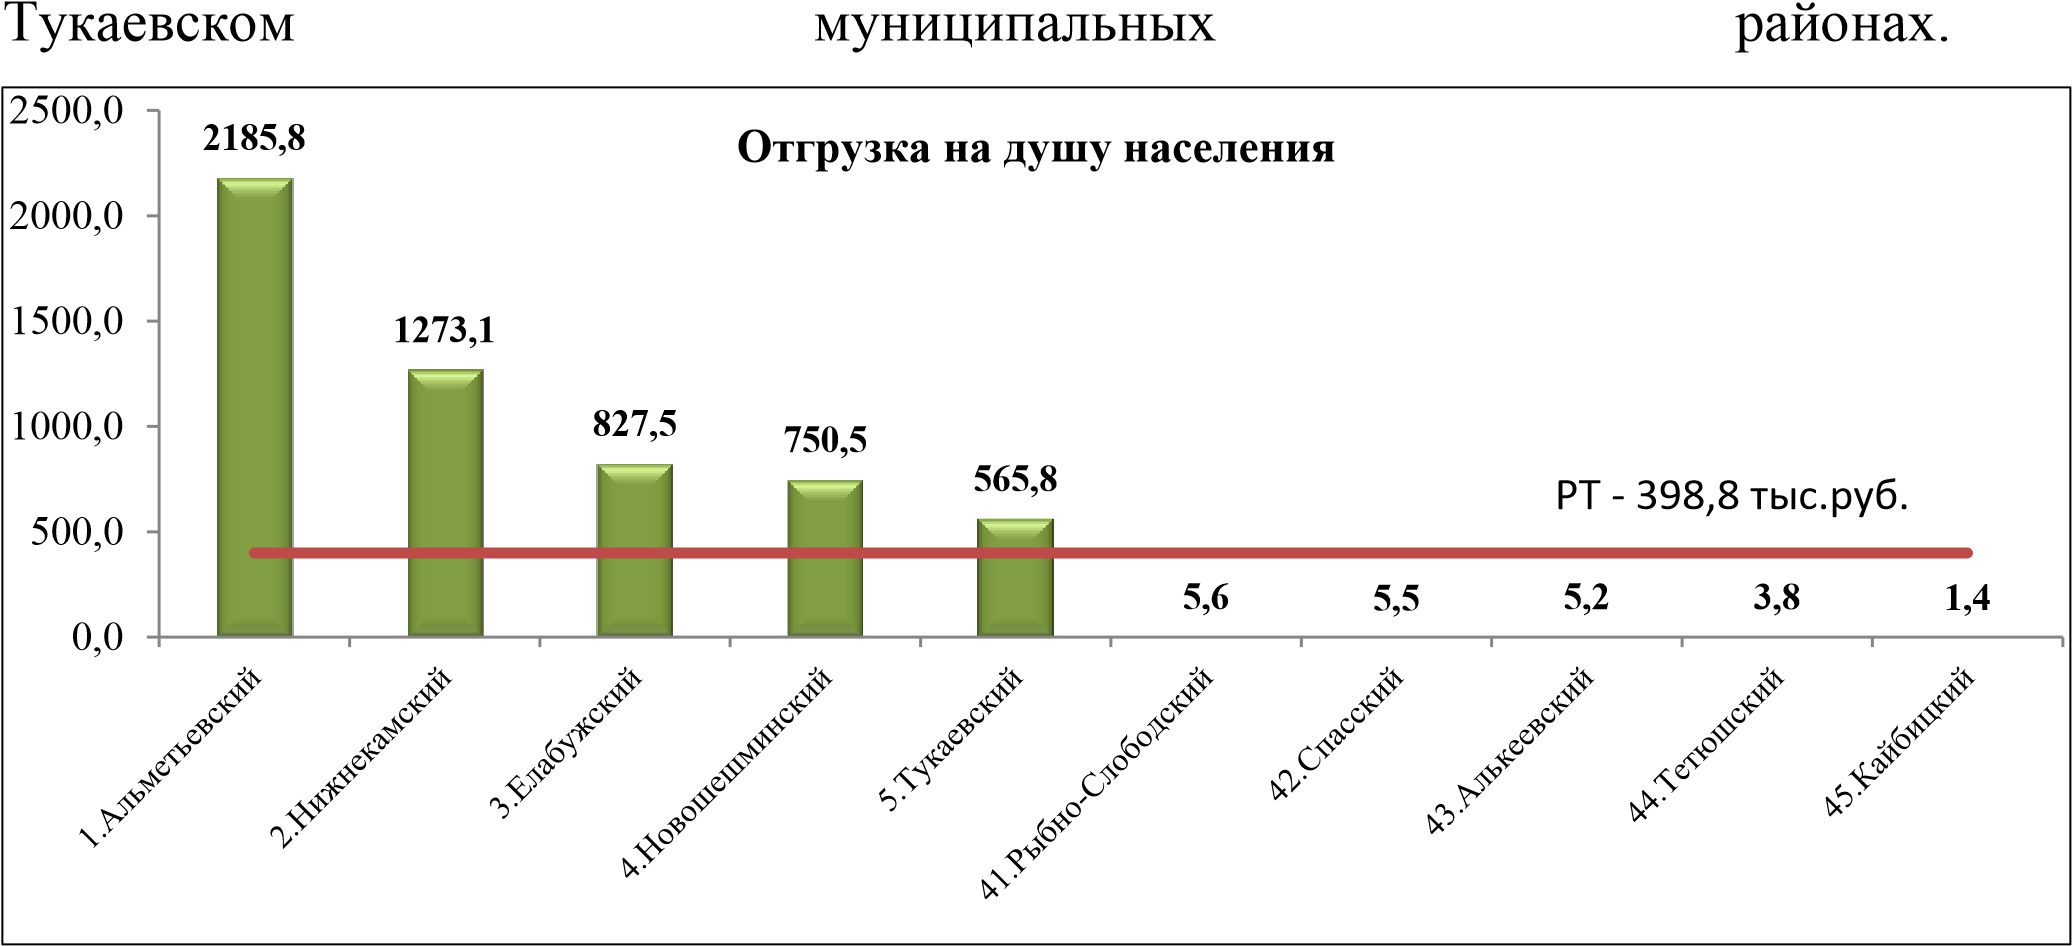 Тукаевском муниципальных районах.
Отгрузка на душу населения
2500,0
2000,0
1500,0
1000,0
500,0
0,0
2185,8
1273,1
827,5
750,5
565,8
РТ - 398,8 тыс.руб.
5,6
5,5
5,2
3,8
1,4
1.Альметьевский
2.Нижнекамский
3.Елабужский
4.Новошешминский
5.Тукаевский
41.Рыбно-Слободский
42.Спасский
43.Алькеевский
44.Тетюшский
45.Кайбицкий